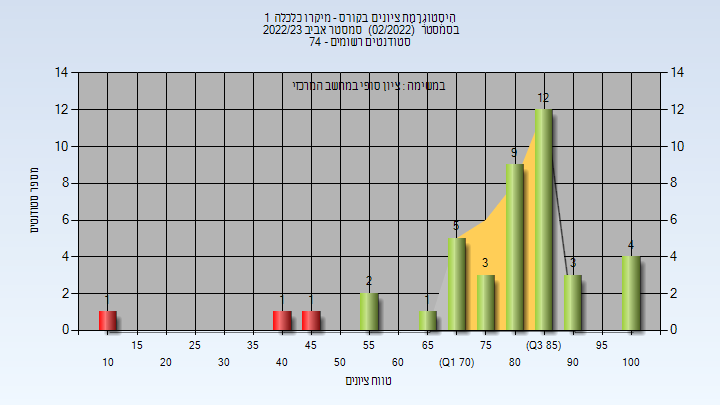 היסטוגרמת ציונים בקורס - מיקרו כלכלה 1
בסמסטר (02/2022) סמסטר אביב 2022/23
סטודנטים רשומים - 74
במשימה : ציון סופי במחשב המרכזי
מספר סטודנטים
14 12 10 8 6 4 2 0
14 12 10 8 6 4 2 0
1 1 1 2 1 5 3 9 12 3 4
15 25 35 45 55 65 75 (Q3 85) 95
10 20 30 40 50 60 (Q1 70) 80 90 100
טווח ציונים